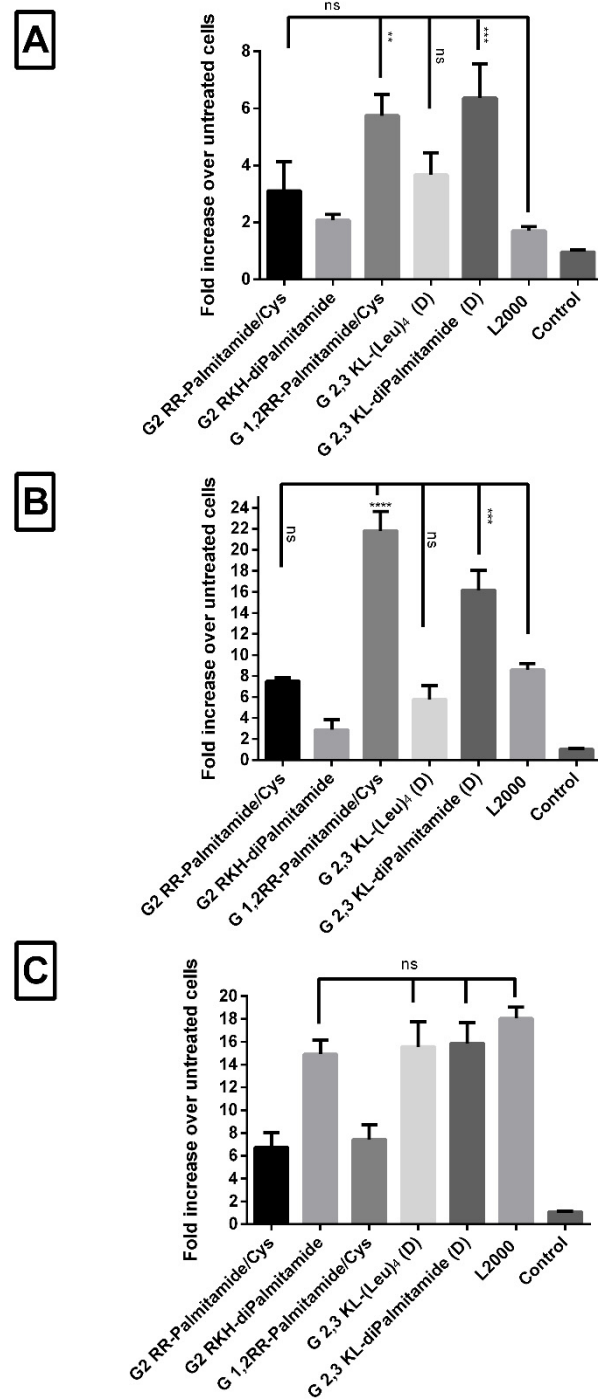 A
ns
**
ns
***
Fold increase over untreated cells
8
6
4
2
0
G2 RR-Palmitamide/Cys
G2 RKH-diPalmitamide
G 1,2RR-Palmitamide/Cys
G 2,3 KL-(Leu)₄ (D)
G 2,3 KL-diPalmitamide (D)
L2000
Control
B
ns
****
ns
***
Fold increase over untreated cells
24
22
20
18
16
14
12
10
8
6
4
2
0
G2 RR-Palmitamide/Cys
G2 RKH-diPalmitamide
G 1,2RR-Palmitamide/Cys
G 2,3 KL-(Leu)₄ (D)
G 2,3 KL-diPalmitamide (D)
L2000
Control
C
ns
Fold increase over untreated cells
20
18
16
14
12
10
8
6
4
2
0
G2 RR-Palmitamide/Cys
G2 RKH-diPalmitamide
G 1,2RR-Palmitamide/Cys
G 2,3 KL-(Leu)₄ (D)
G 2,3 KL-diPalmitamide (D)
L2000
Control